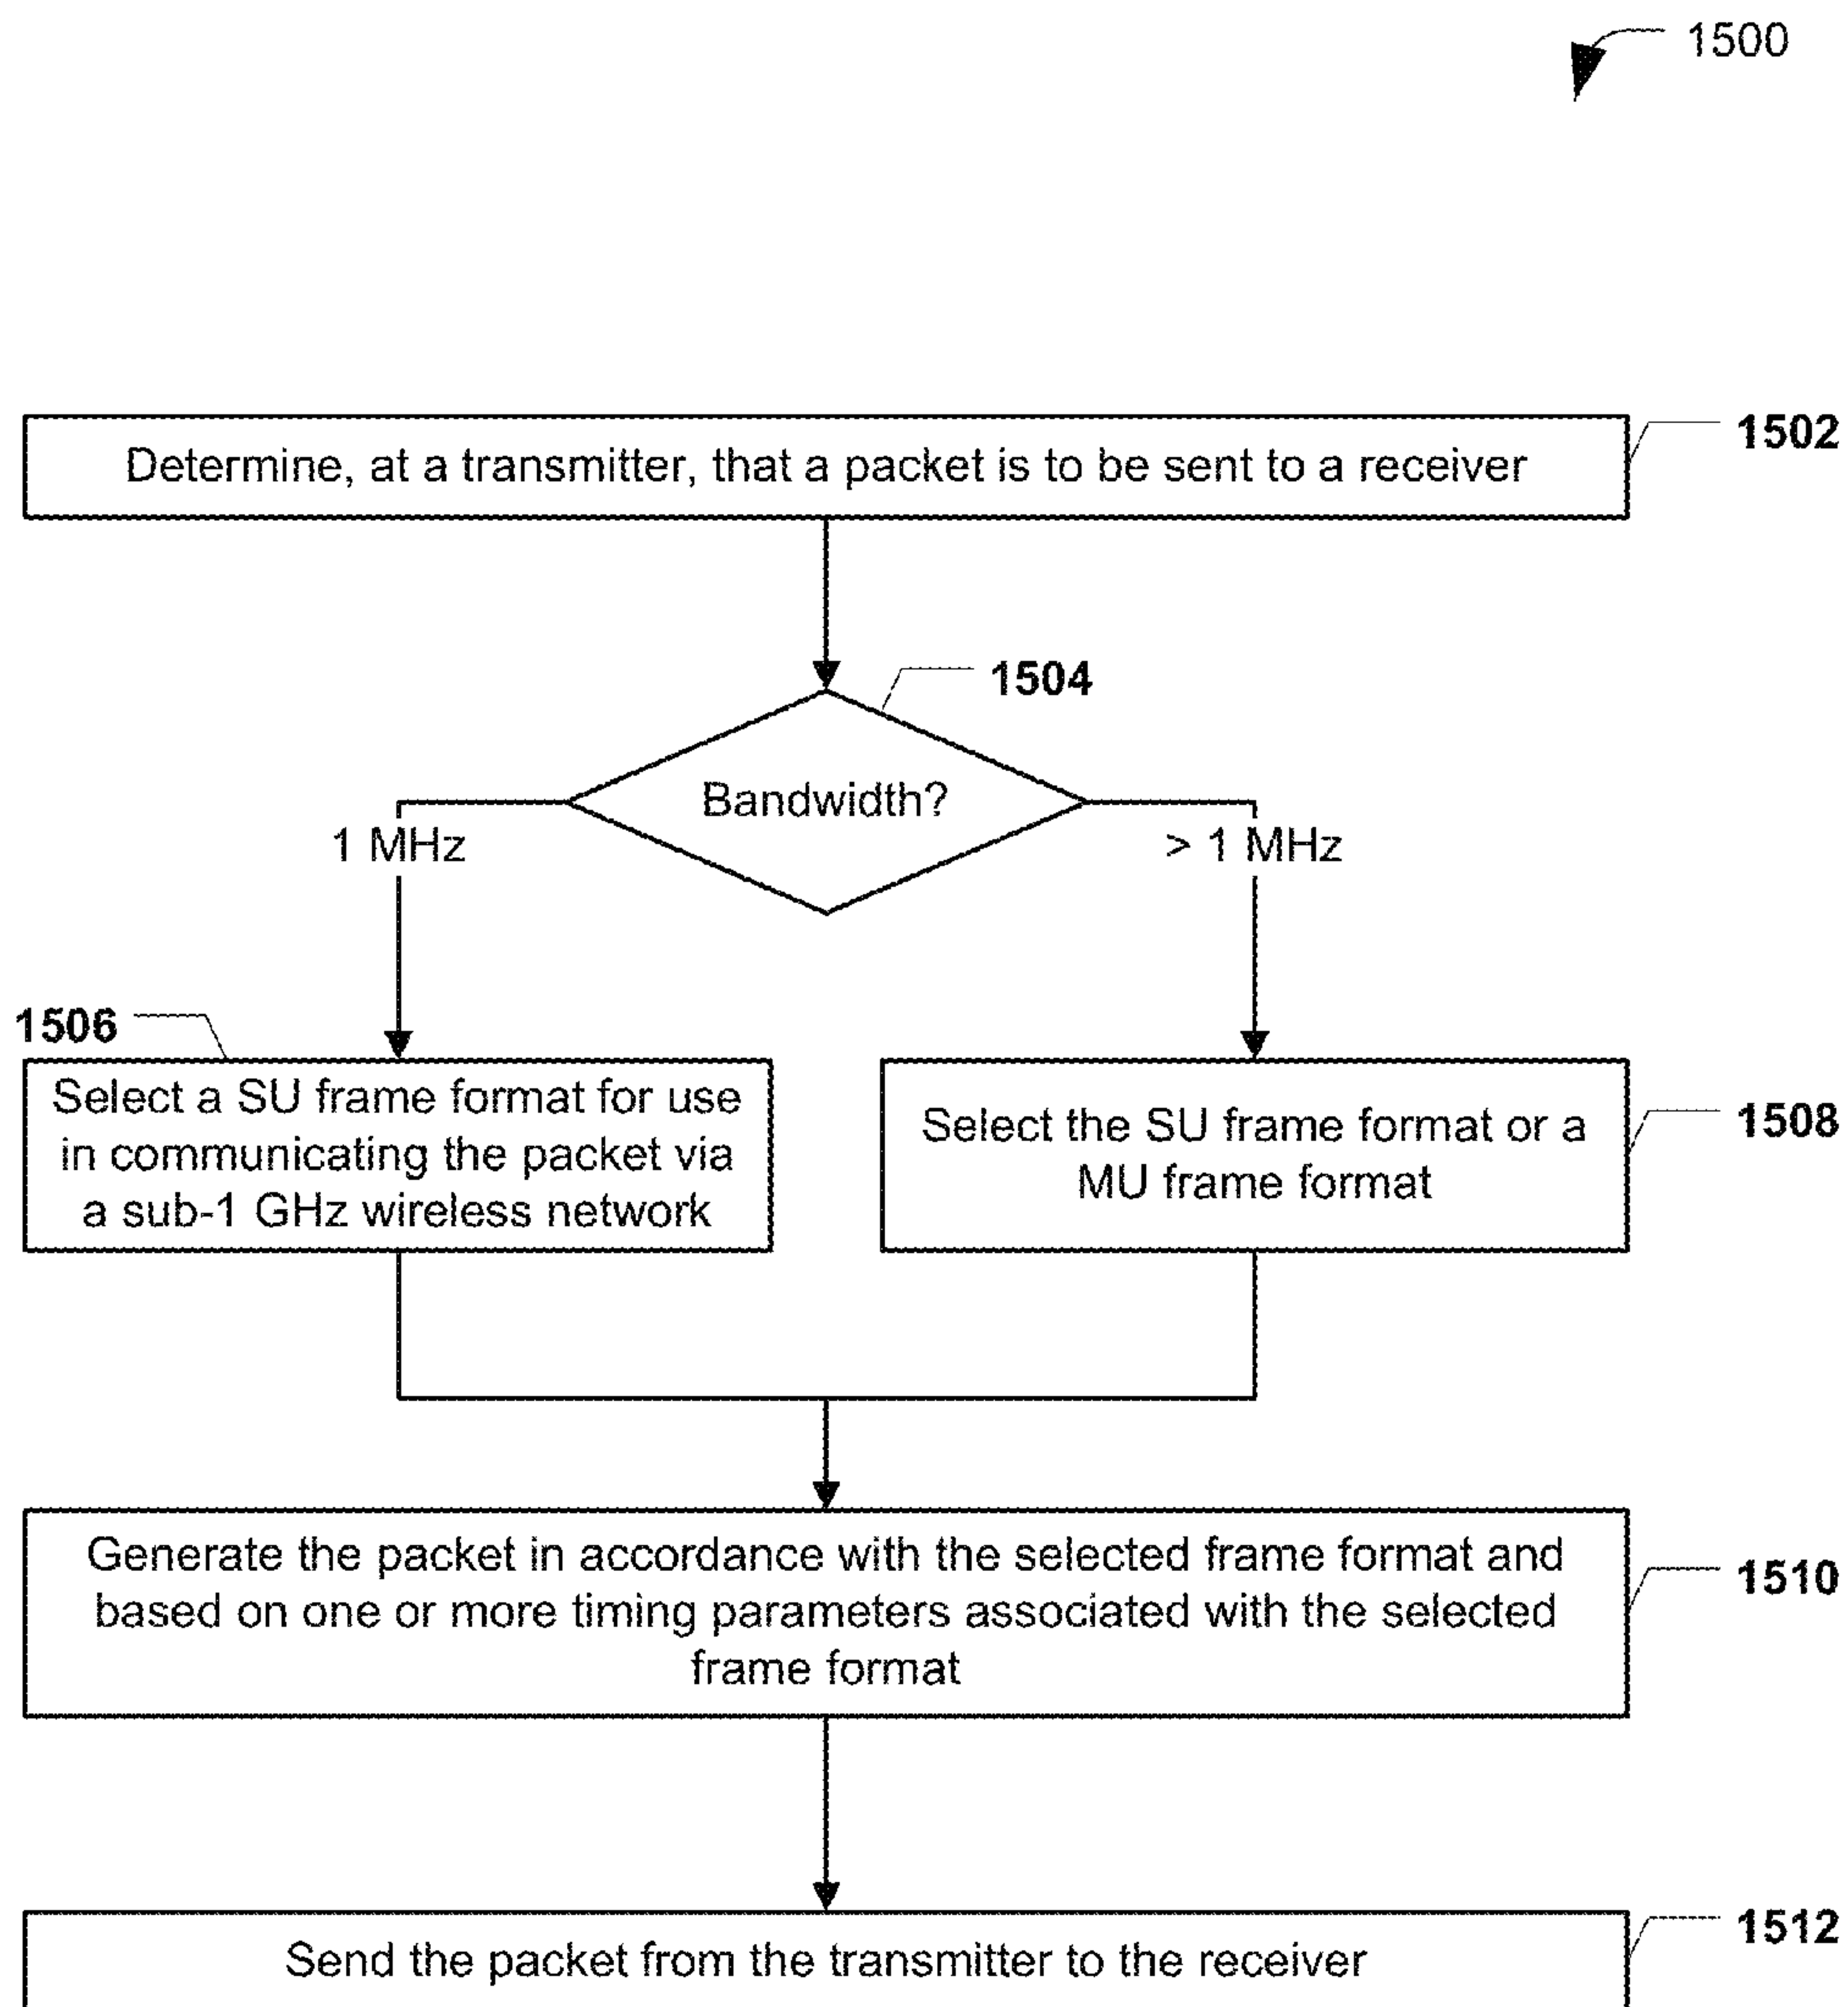 1500
Determine, at a transmitter, that a packet is to be sent to a receiver
1502
1504
Bandwidth?
1 MHz
> 1 MHz
1506
Select a SU frame format for use
in communicating the packet via
a sub-1 GHz wireless network
Select the SU frame format or a
MU frame format
1508
Generate the packet in accordance with the selected frame format and
based on one or more timing parameters associated with the selected
frame format
1510
Send the packet from the transmitter to the receiver
1512